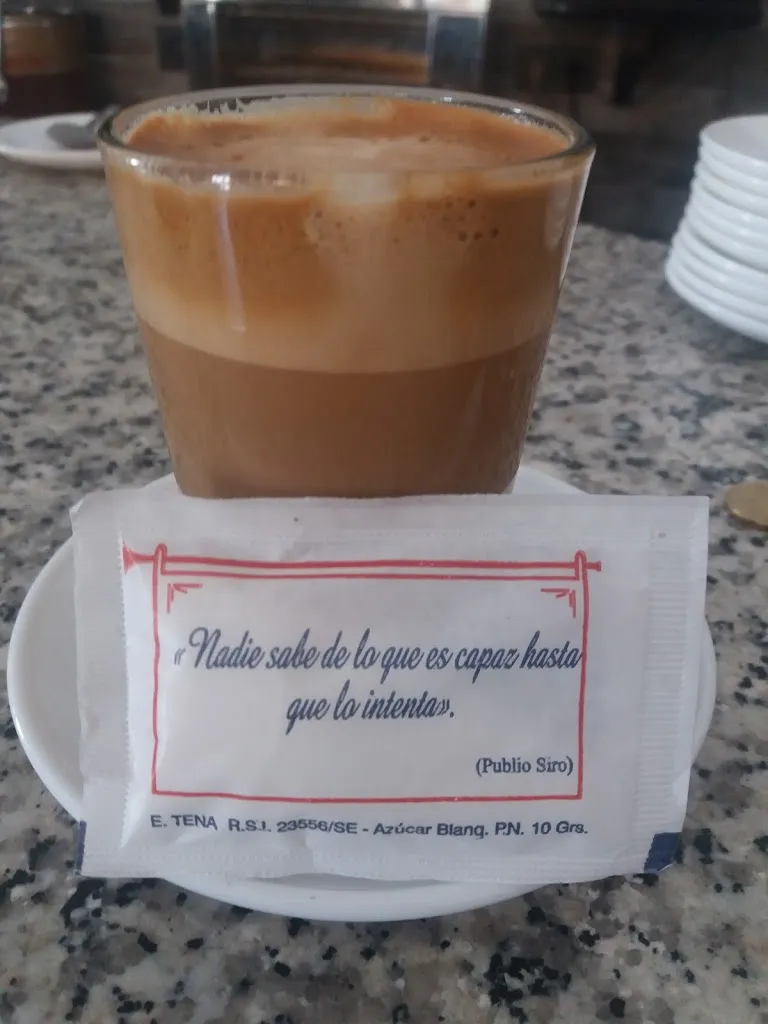 «Nadie sabe de lo que es capaz hasta
que lo intenta».
(Publio Siro)
E. TENA R.S.I. 23556/SE - Azúcar Blanq. P.N. 10 Grs.